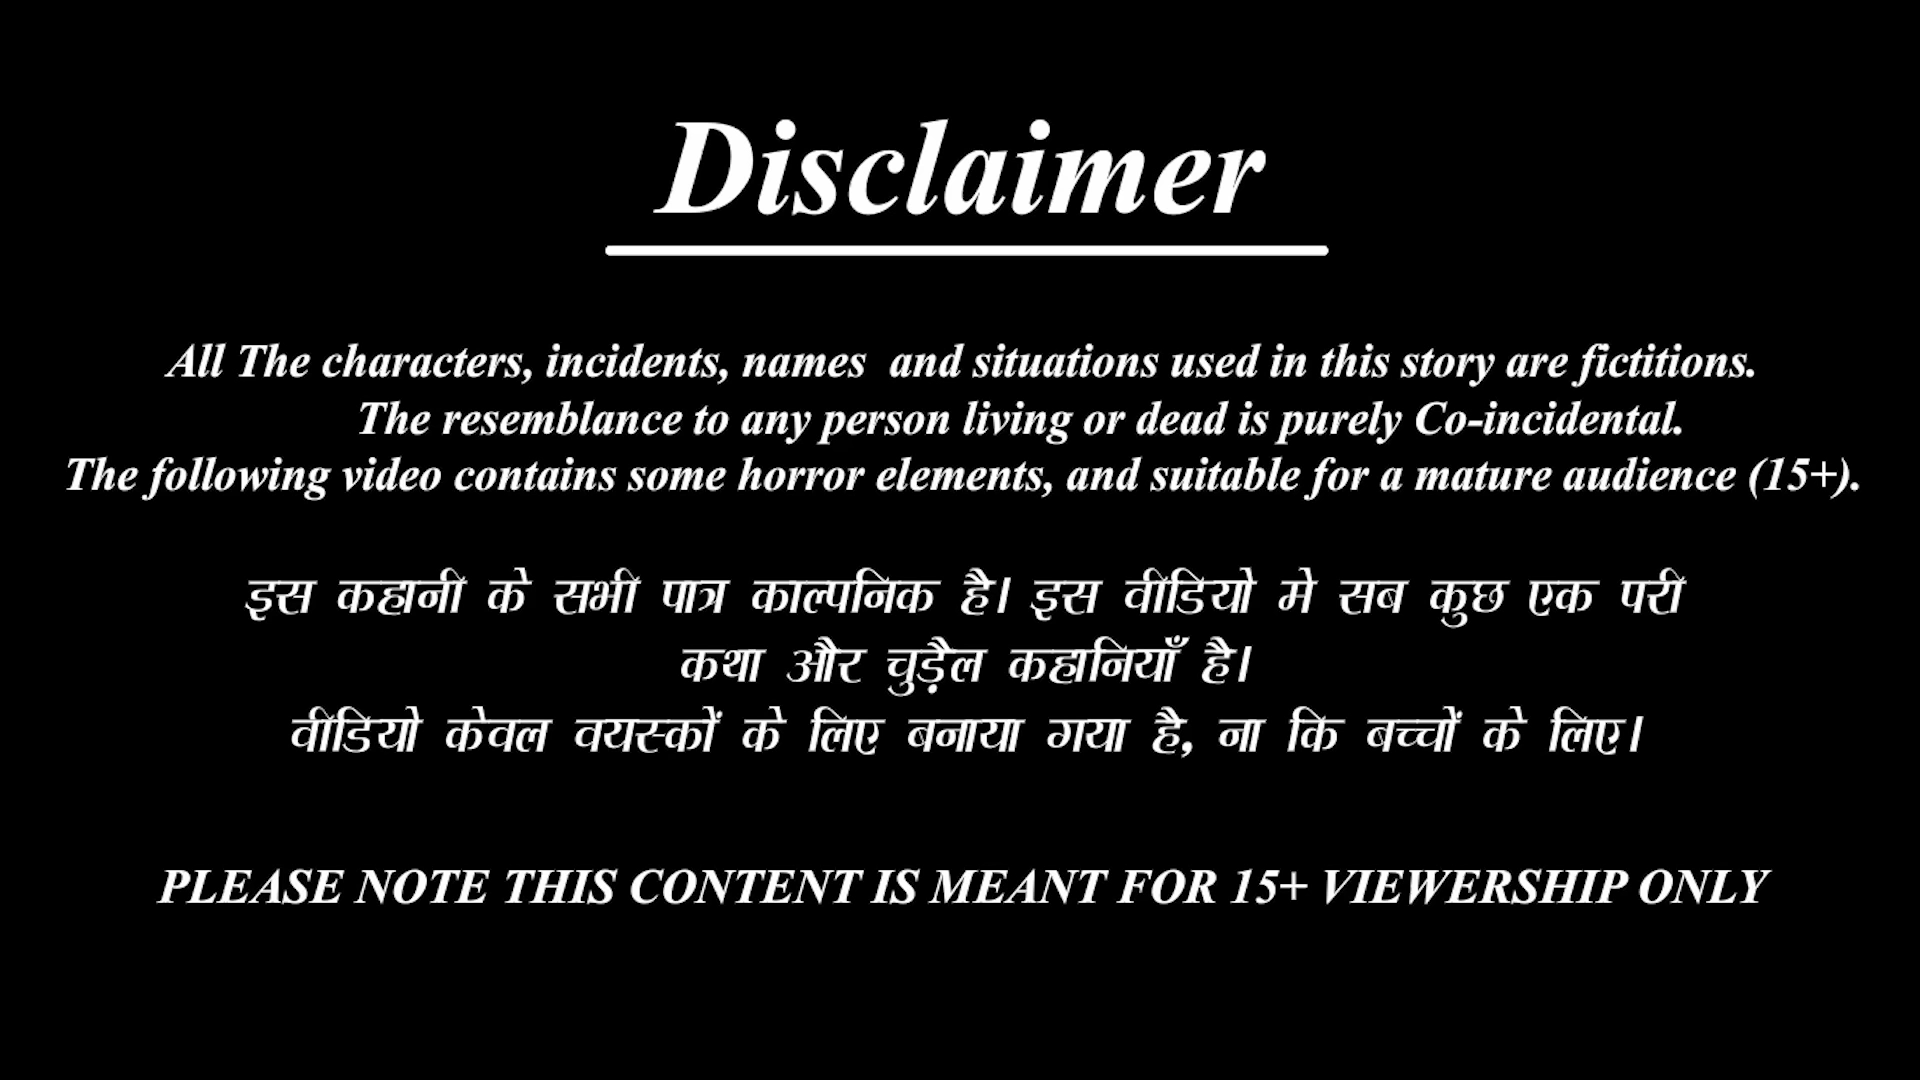 Disclaimer
All The characters, incidents, names and situations used in this story are fictitions.
The resemblance to any person living or dead is purely Co-incidental.
The following video contains some horror elements, and suitable for a mature audience (15+).
इस कहानी के सभी पात्र काल्पनिक है। इस वीडियो मे सब कुछ एक परी
कथा और चुड़ैल कहानियाँ है।
वीडियो केवल वयस्कों के लिए बनाया गया है, ना कि बच्चों के लिए।
PLEASE NOTE THIS CONTENT IS MEANT FOR 15+ VIEWERSHIP ONLY